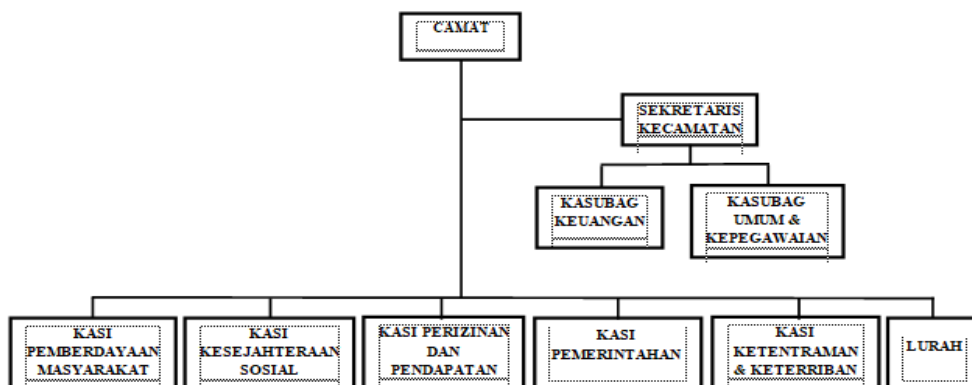 CAMAT
SEKRETARIS
KECAMATAN
KASUBAG
KEUANGAN
KASUBAG
UMUM &
KEPEGAWAIAN
KASI
PEMBERDAYAAN
MASYARAKAT
KASI
KESEJAHTERAAN
SOSIAL
KASI PERIZINAN
DAN
PENDAPATAN
KASI
PEMERINTAHAN
KASI
KETENTRAMAN
& KETERRIBAN
LURAH